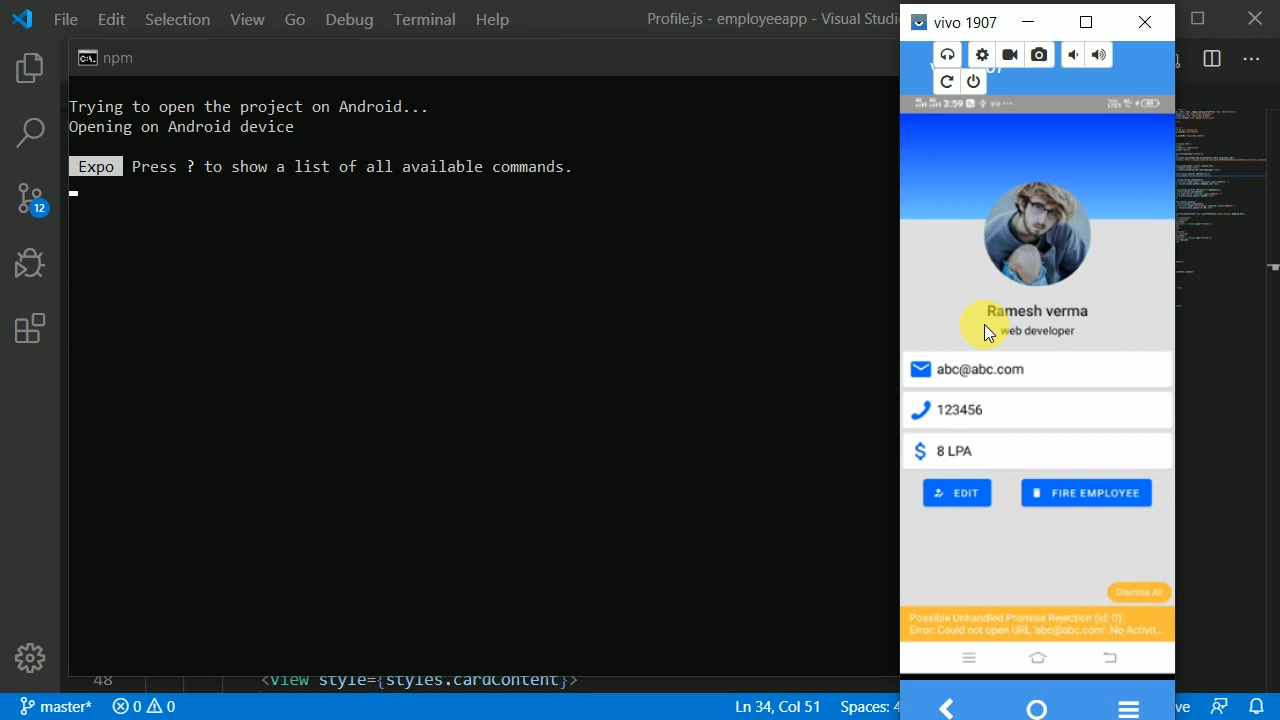 File Edit Selection View Go Debug Terminal Help
Profile.js - employeeapp - Visual Studi
vivo 1907
npm
Trying to open the project on Android...
Opening on Android device
Expo Press ? to show a list of all available commands.
3:59
Ramesh verma
web developer
abc@abc.com
123456
8 LPA
EDIT
FIRE EMPLOYEE
Dismiss All
Possible Unhandled Promise Rejection (id: 0):
Error: Could not open URL 'abc@abc.com': No Activit...
12
48 <View style={styles.cardContent}>
master* 0 0 Ln 34, Col 51 Spaces: 4
ve